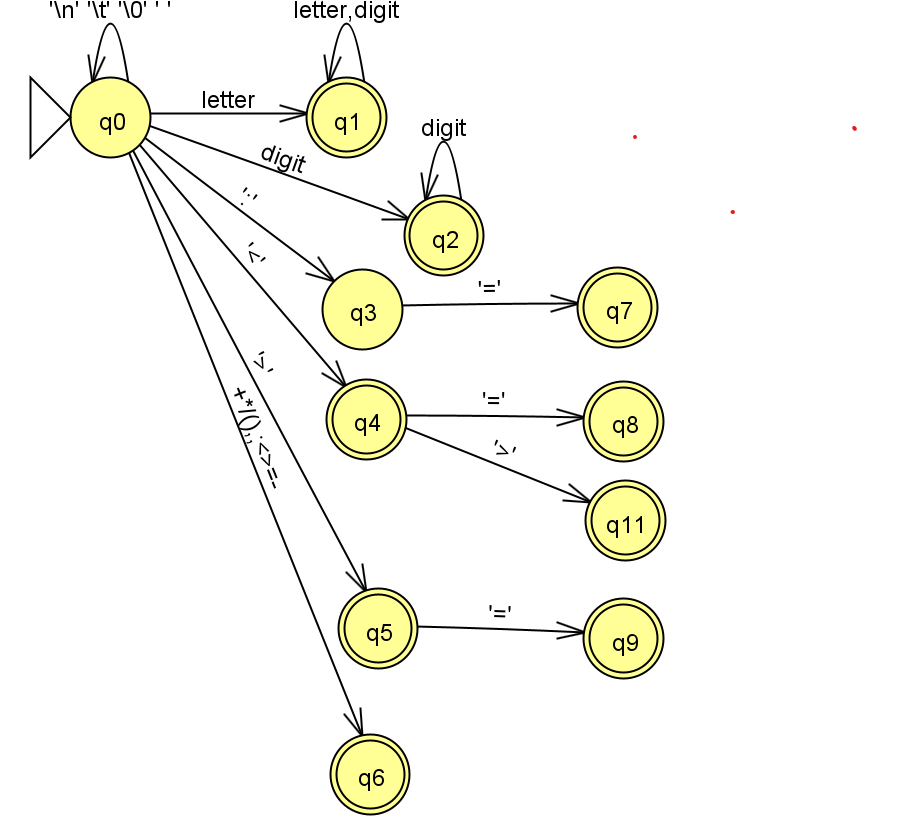 '\n' '\t' '\0' ' '
letter,digit
q0
letter
q1
digit
digit
q2
':'
'<'
q3
'='
q7
'>'
q4
'='
q8
'>'
q11
q5
'='
q9
q6